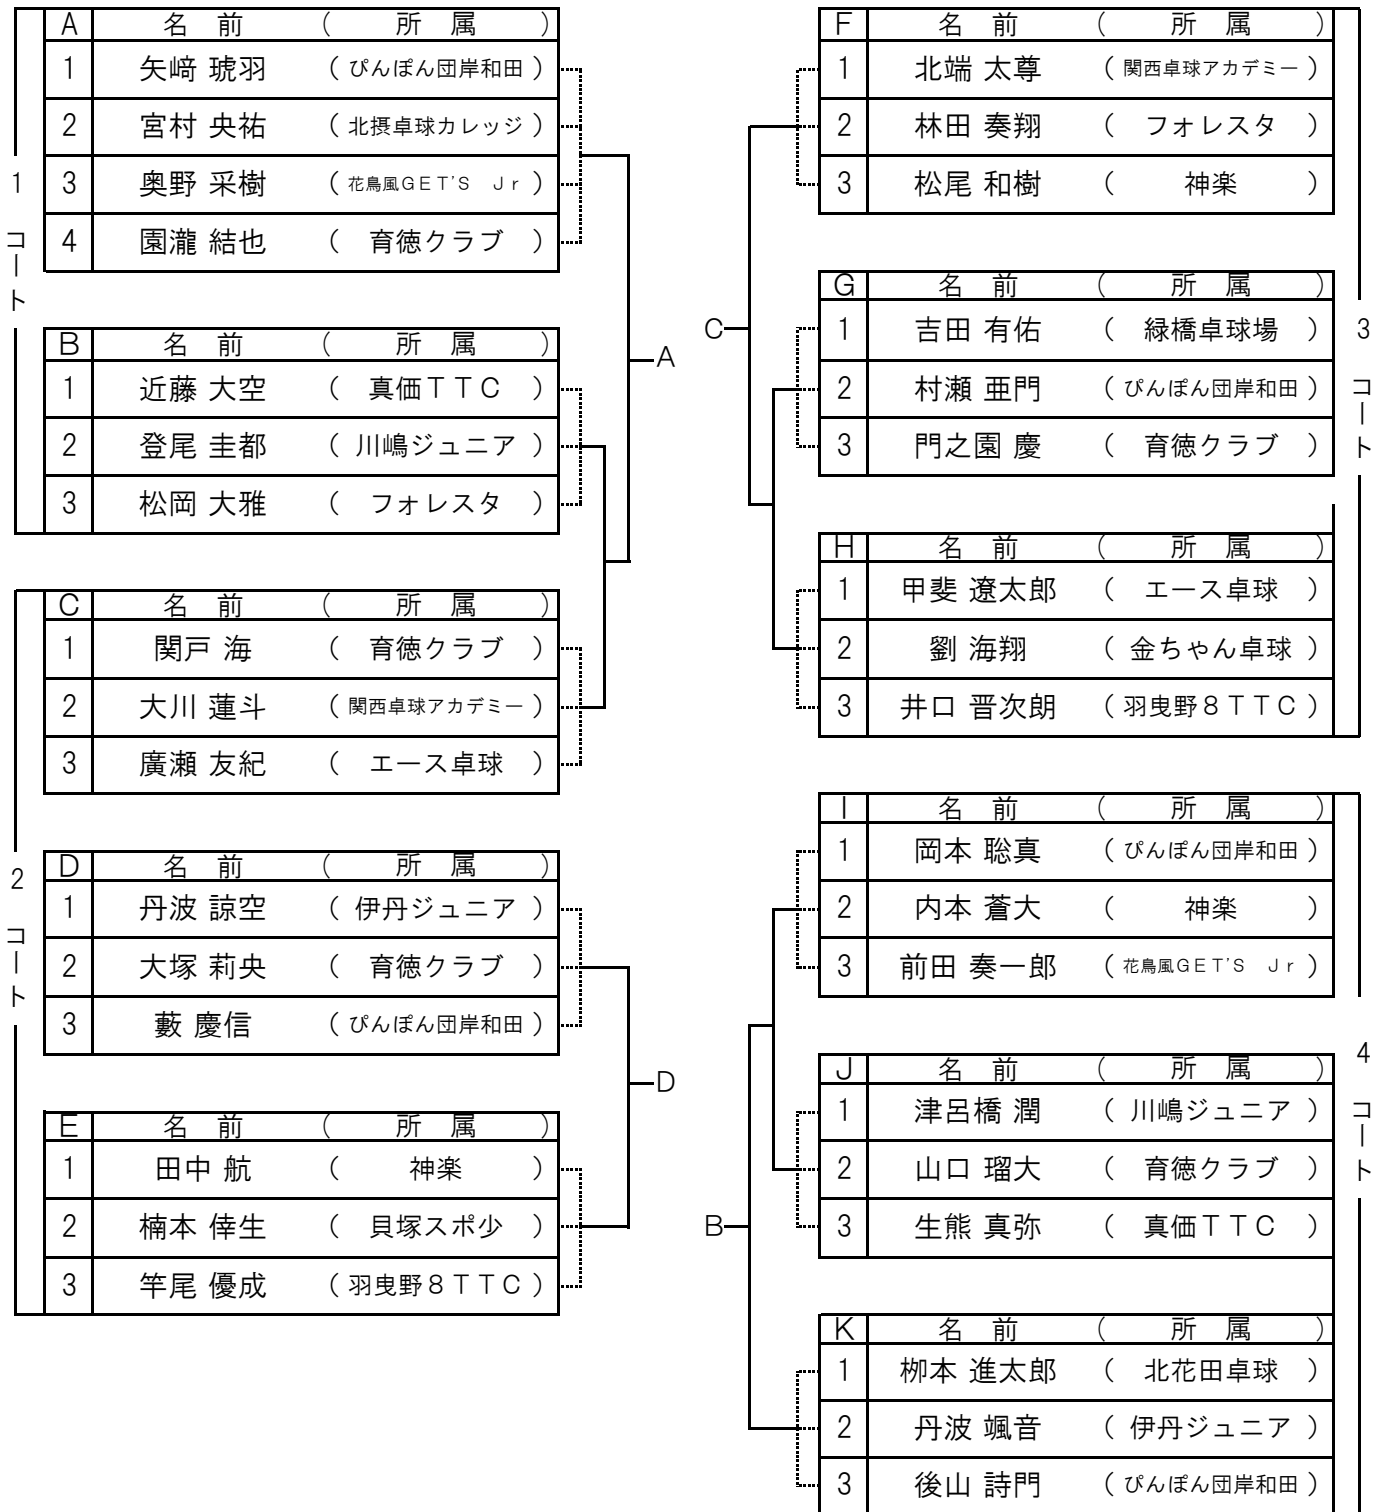 A 名 前 ( 所 属 )
1 矢﨑 琥羽 ( ぴんぽん団岸和田 )
2 宮村 央祐 ( 北摂卓球カレッジ )
3 奥野 采樹 ( 花鳥風GET'S Jr )
4 園瀧 結也 ( 育徳クラブ )
1 コート
B 名 前 ( 所 属 )
1 近藤 大空 ( 真価TTC )
2 登尾 圭都 ( 川嶋ジュニア )
3 松岡 大雅 ( フォレスタ )
A
C 名 前 ( 所 属 )
1 関戸 海 ( 育徳クラブ )
2 大川 蓮斗 ( 関西卓球アカデミー )
3 廣瀬 友紀 ( エース卓球 )
2 コート
D 名 前 ( 所 属 )
1 丹波 諒空 ( 伊丹ジュニア )
2 大塚 莉央 ( 育徳クラブ )
3 藪 慶信 ( ぴんぽん団岸和田 )
D
E 名 前 ( 所 属 )
1 田中 航 ( 神楽 )
2 楠本 倖生 ( 貝塚スポ少 )
3 竿尾 優成 ( 羽曳野8TTC )
F 名 前 ( 所 属 )
1 北端 太尊 ( 関西卓球アカデミー )
2 林田 奏翔 ( フォレスタ )
3 松尾 和樹 ( 神楽 )
C
G 名 前 ( 所 属 )
1 吉田 有佑 ( 緑橋卓球場 )
2 村瀬 亜門 ( ぴんぽん団岸和田 )
3 門之園 慶 ( 育徳クラブ )
3 コート
H 名 前 ( 所 属 )
1 甲斐 遼太郎 ( エース卓球 )
2 劉 海翔 ( 金ちゃん卓球 )
3 井口 晋次朗 ( 羽曳野8TTC )
I 名 前 ( 所 属 )
1 岡本 聡真 ( ぴんぽん団岸和田 )
2 内本 蒼大 ( 神楽 )
3 前田 奏一郎 ( 花鳥風GET'S Jr )
4 コート
J 名 前 ( 所 属 )
1 津呂橋 潤 ( 川嶋ジュニア )
2 山口 瑠大 ( 育徳クラブ )
3 生熊 真弥 ( 真価TTC )
B
K 名 前 ( 所 属 )
1 栁本 進太郎 ( 北花田卓球 )
2 丹波 颯音 ( 伊丹ジュニア )
3 後山 詩門 ( ぴんぽん団岸和田 )